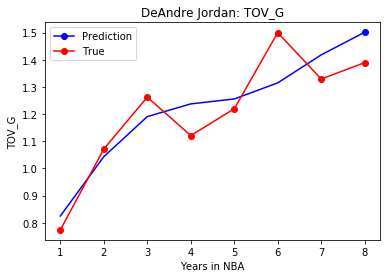 DeAndre Jordan: TOV_G
Prediction
True
1.5
1.4
1.3
1.2
1.1
1.0
0.9
0.8
TOV_G
1 2 3 4 5 6 7 8
Years in NBA